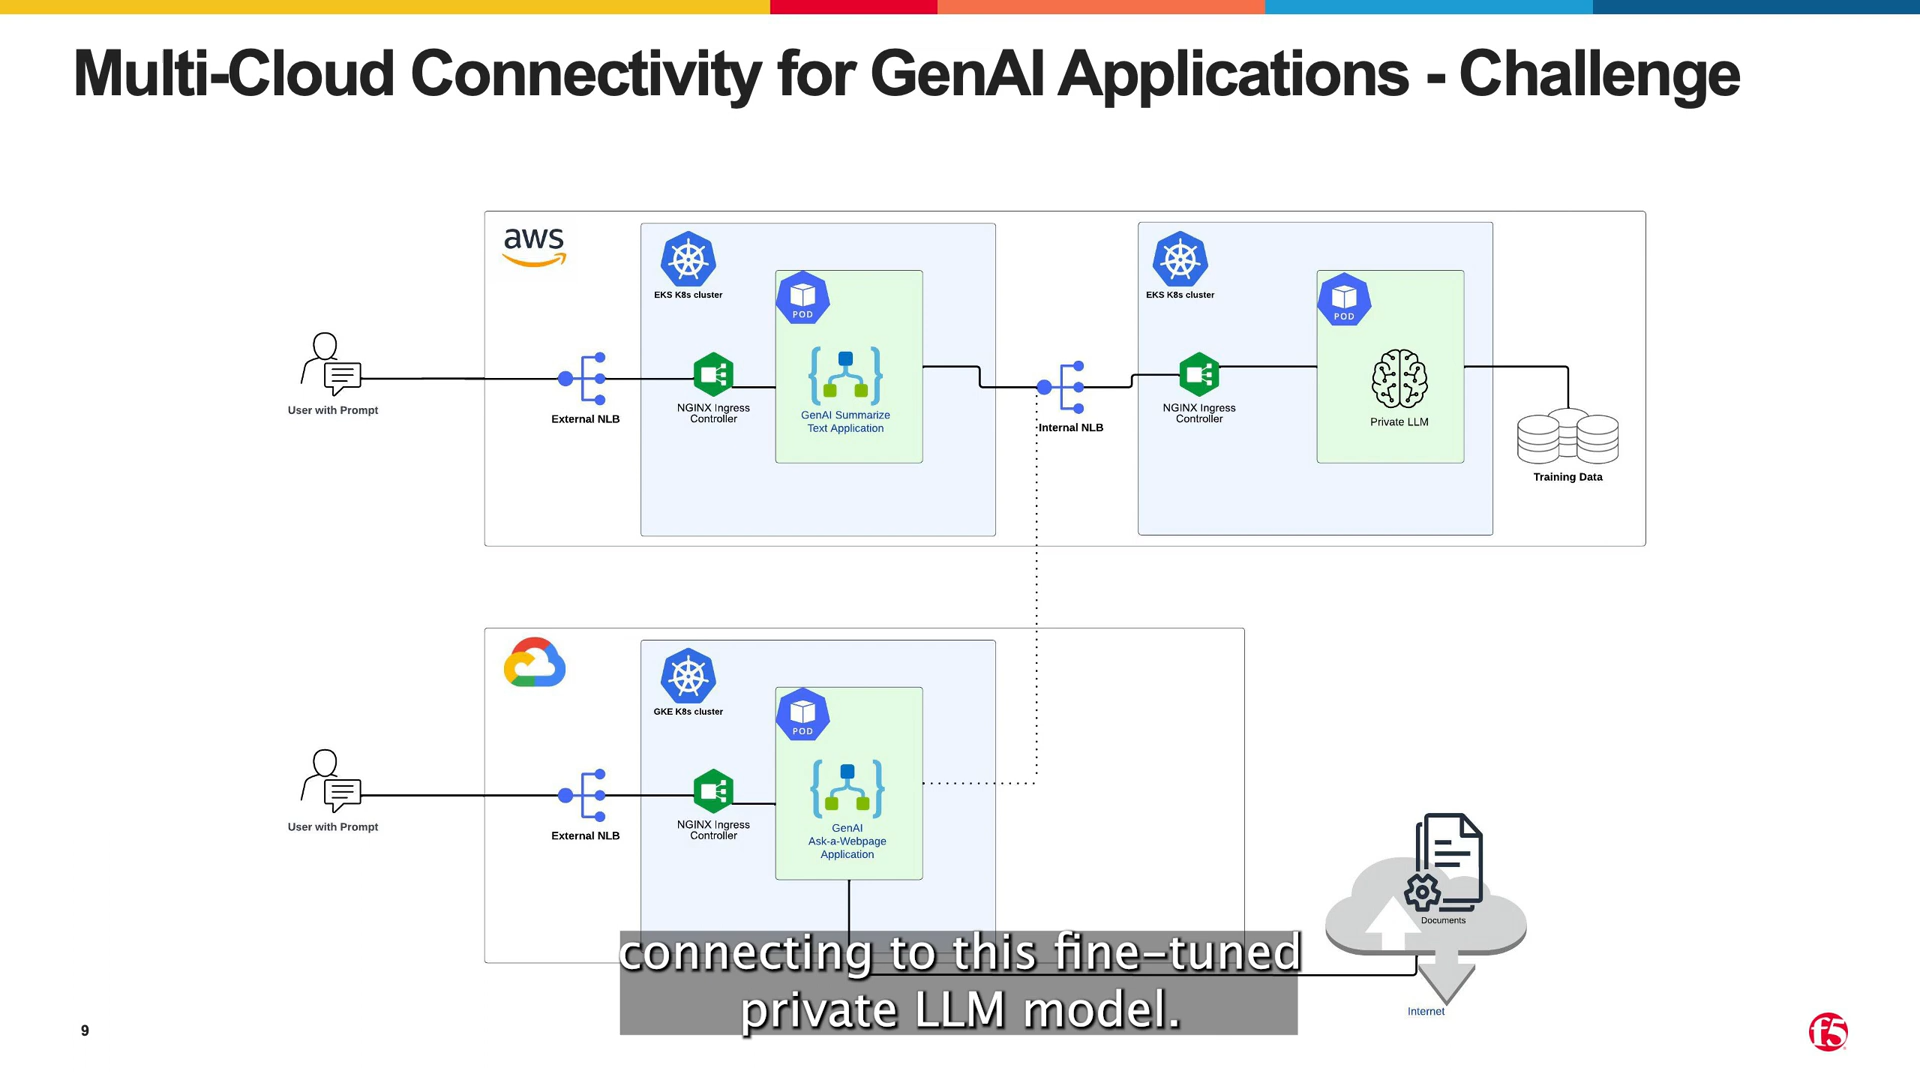 Multi-Cloud Connectivity for GenAI Applications - Challenge
aws
EKS K8s cluster
POD
User with Prompt
External NLB
NGINX Ingress
Controller
GenAI Summarize
Text Application
Internal NLB
EKS K8s cluster
POD
NGINX Ingress
Controller
Private LLM
Training Data
GKE K8s cluster
POD
User with Prompt
External NLB
NGINX Ingress
Controller
GenAI
Ask-a-Webpage
Application
Documents
Internet
connecting to this fine-tuned
private LLM model.
9
f5